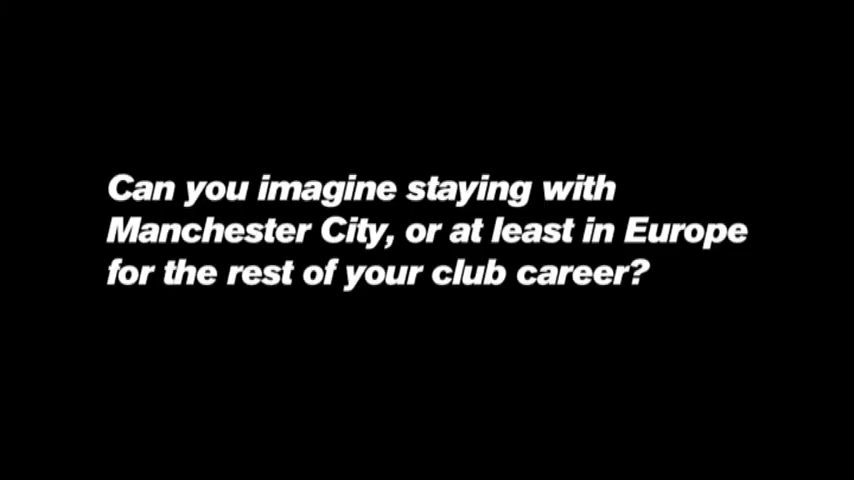 Can you imagine staying with
Manchester City, or at least in Europe
for the rest of your club career?